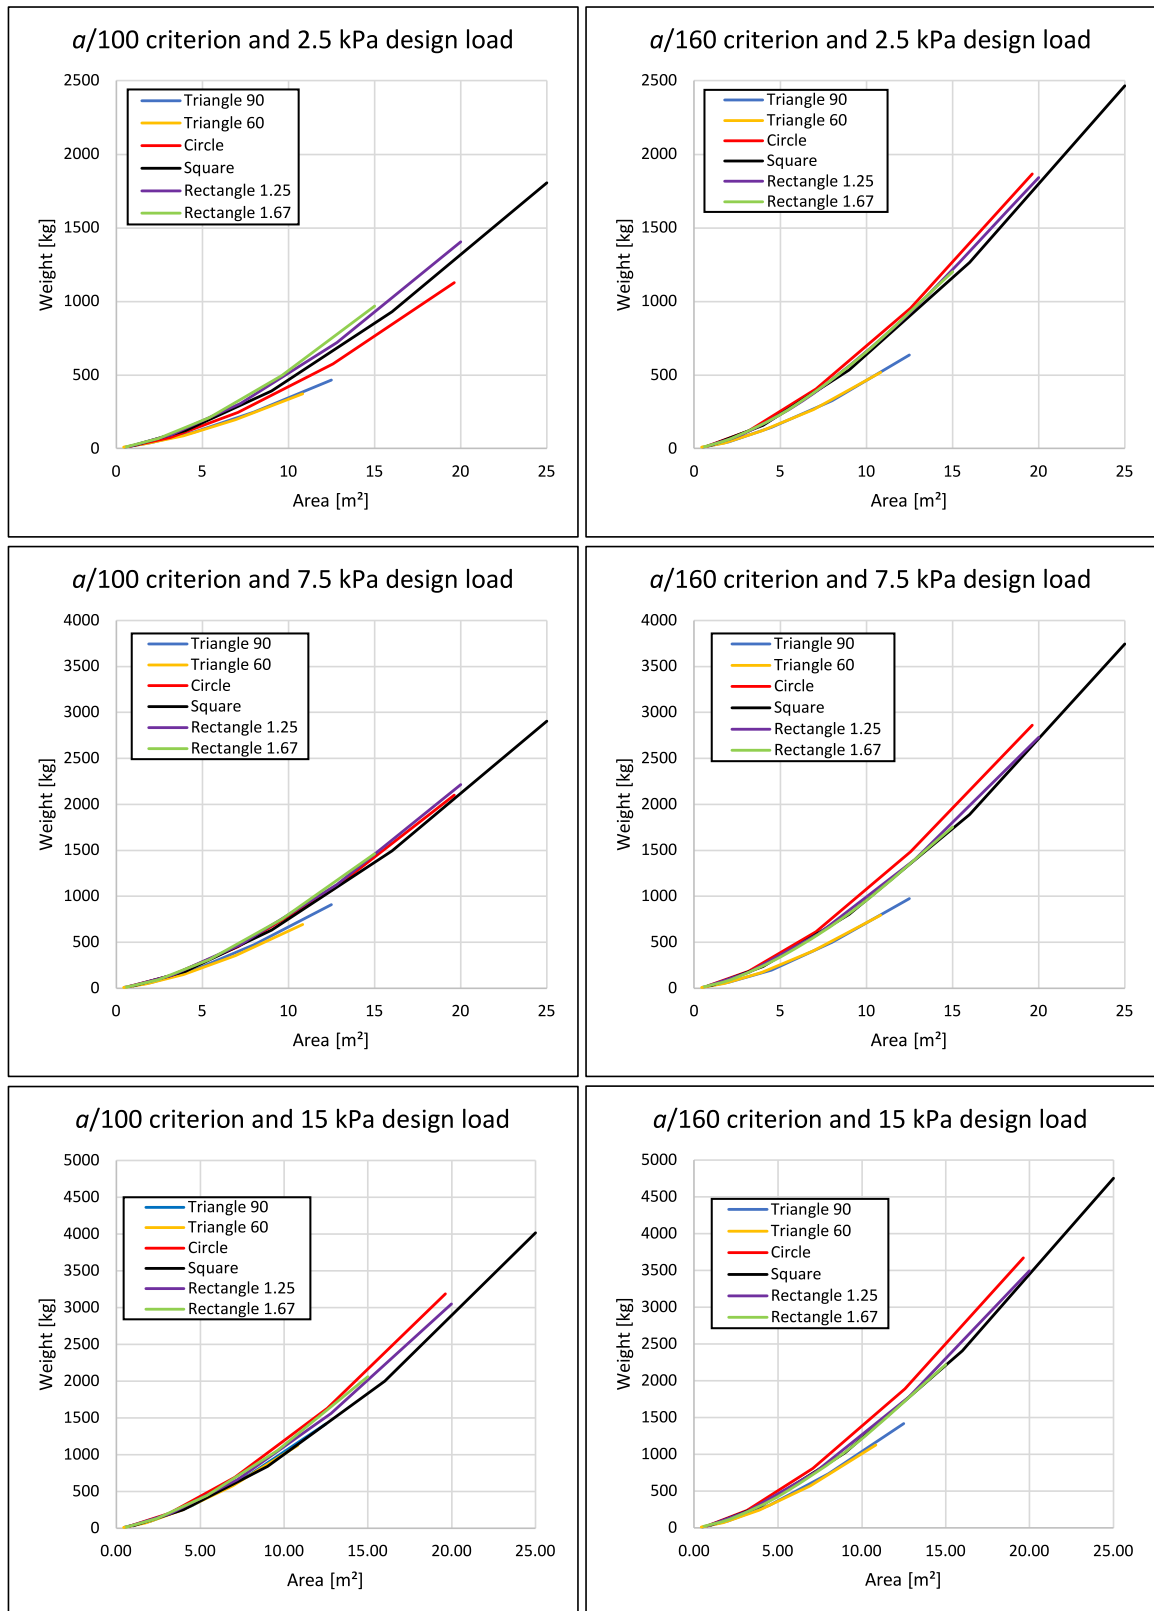 a/100 criterion and 2.5 kPa design load
2500
2000
1500
1000
500
0
Weight [kg]
Triangle 90
Triangle 60
Circle
Square
Rectangle 1.25
Rectangle 1.67
0 5 10 15 20 25
Area [m²]
a/160 criterion and 2.5 kPa design load
2500
2000
1500
1000
500
0
Weight [kg]
Triangle 90
Triangle 60
Circle
Square
Rectangle 1.25
Rectangle 1.67
0 5 10 15 20 25
Area [m²]
a/100 criterion and 7.5 kPa design load
4000
3500
3000
2500
2000
1500
1000
500
0
Weight [kg]
Triangle 90
Triangle 60
Circle
Square
Rectangle 1.25
Rectangle 1.67
0 5 10 15 20 25
Area [m²]
a/160 criterion and 7.5 kPa design load
4000
3500
3000
2500
2000
1500
1000
500
0
Weight [kg]
Triangle 90
Triangle 60
Circle
Square
Rectangle 1.25
Rectangle 1.67
0 5 10 15 20 25
Area [m²]
a/100 criterion and 15 kPa design load
5000
4500
4000
3500
3000
2500
2000
1500
1000
500
0
Weight [kg]
Triangle 90
Triangle 60
Circle
Square
Rectangle 1.25
Rectangle 1.67
0.00 5.00 10.00 15.00 20.00 25.00
Area [m²]
a/160 criterion and 15 kPa design load
5000
4500
4000
3500
3000
2500
2000
1500
1000
500
0
Weight [kg]
Triangle 90
Triangle 60
Circle
Square
Rectangle 1.25
Rectangle 1.67
0.00 5.00 10.00 15.00 20.00 25.00
Area [m²]